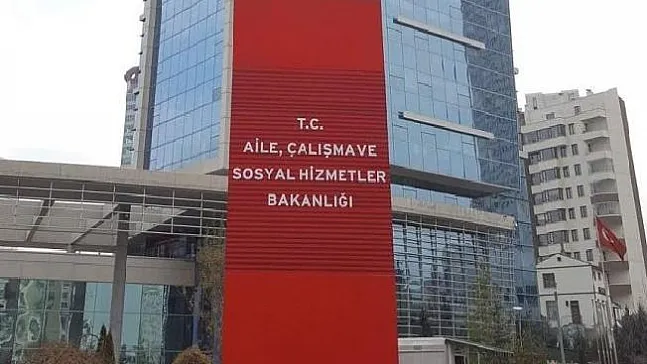 T.C.
AİLE, ÇALIŞMAVE
SOSYAL HİZMETLER
BAKANLIĞI